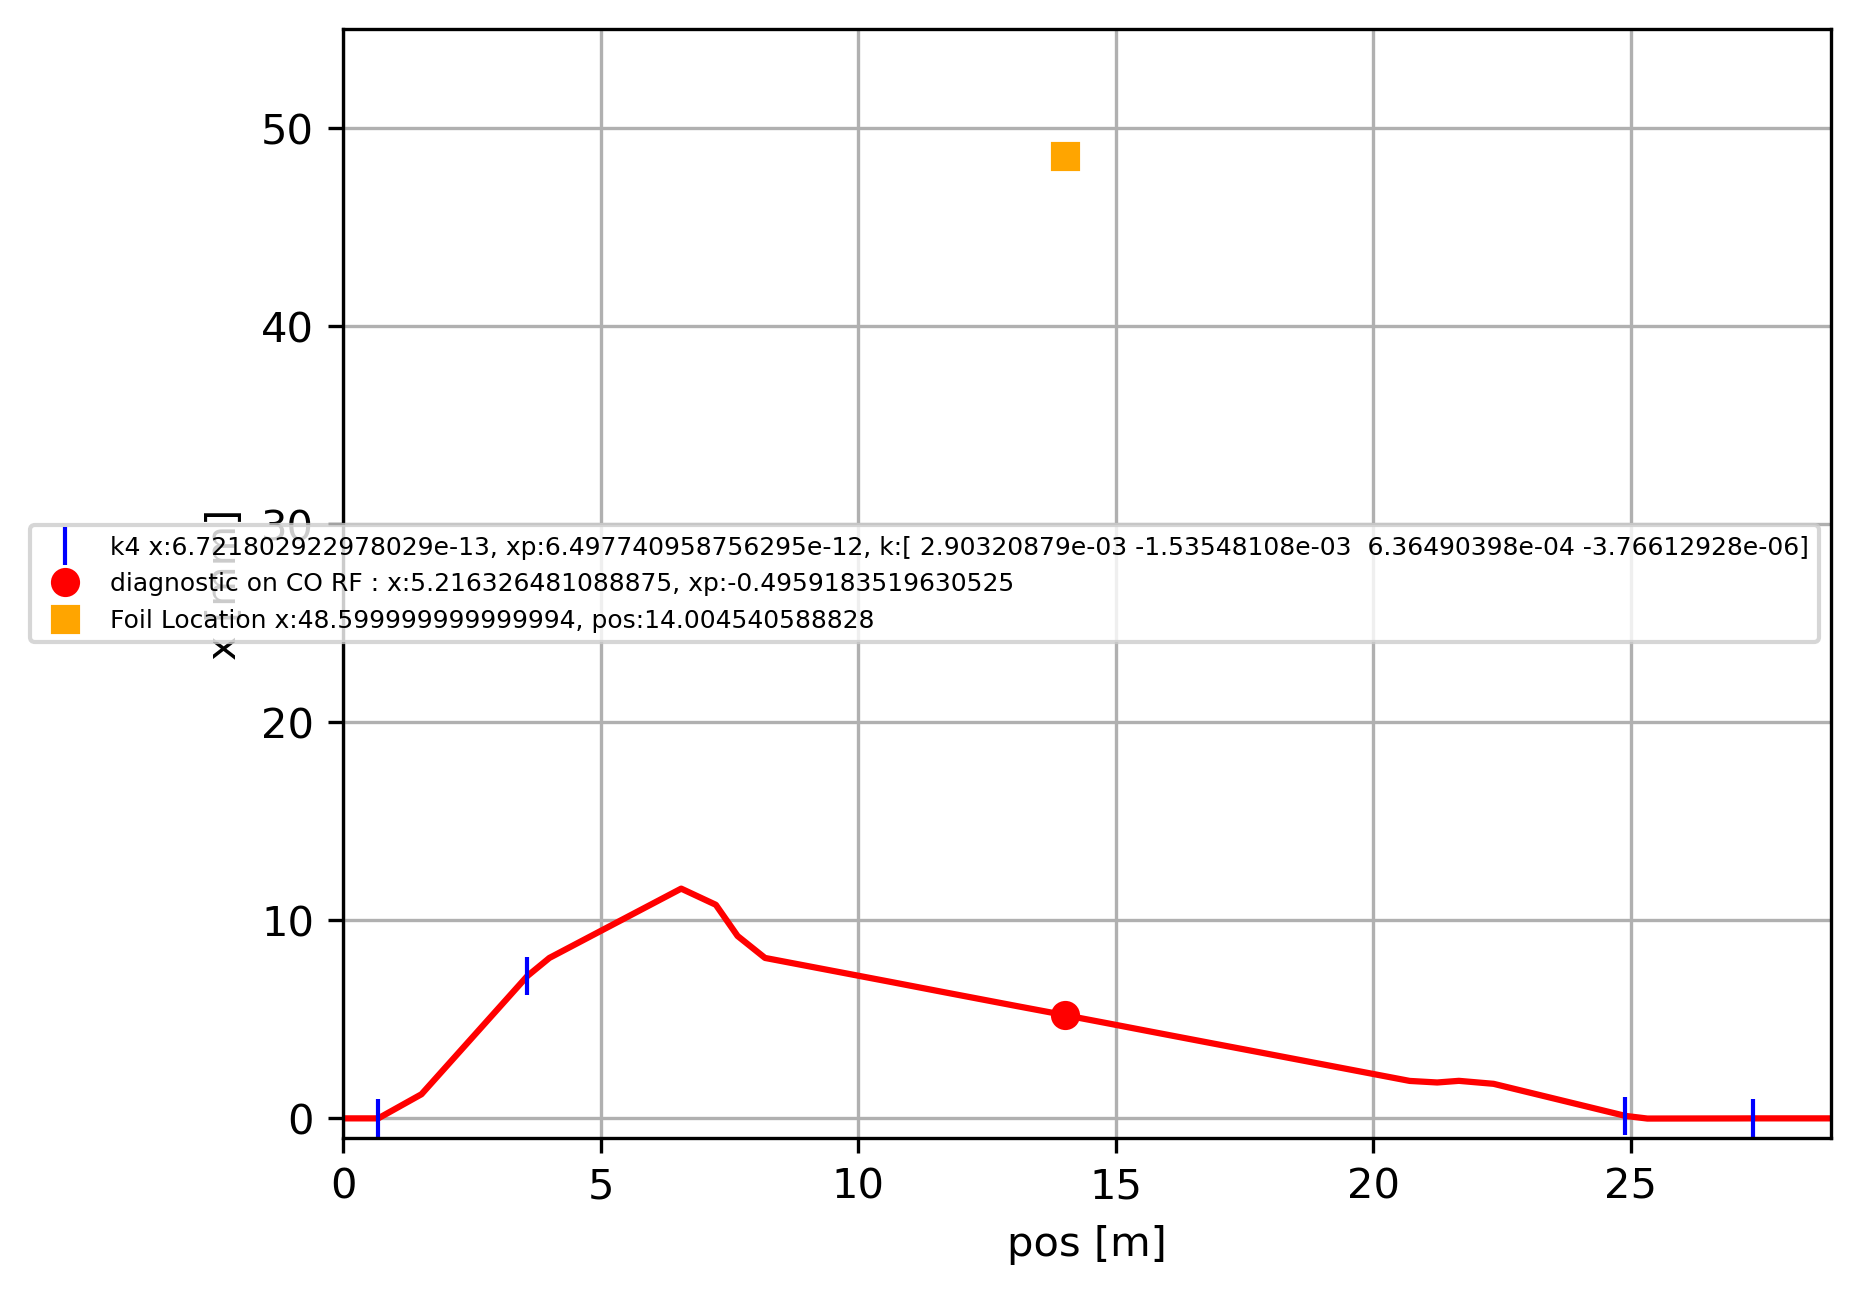 50
40
30
20
10
0
x [mm]
k4 x:6.721802922978029e-13, xp:6.497740958756295e-12, k:[ 2.90320879e-03 -1.53548108e-03  6.36490398e-04 -3.76612928e-06]
diagnostic on CO RF : x:5.216326481088875, xp:-0.4959183519630525
Foil Location x:48.599999999999994, pos:14.004540588828
0 5 10 15 20 25
pos [m]